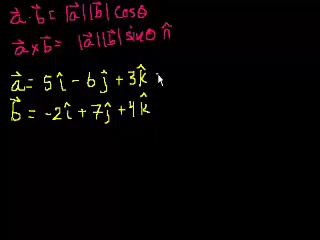 a⃗ · b⃗ = |a⃗||b⃗| cosθ
a⃗ × b⃗ = |a⃗||b⃗| sinθ n̂
a⃗ = 5î − 6ĵ + 3k̂
b⃗ = −2î + 7ĵ + 4k̂